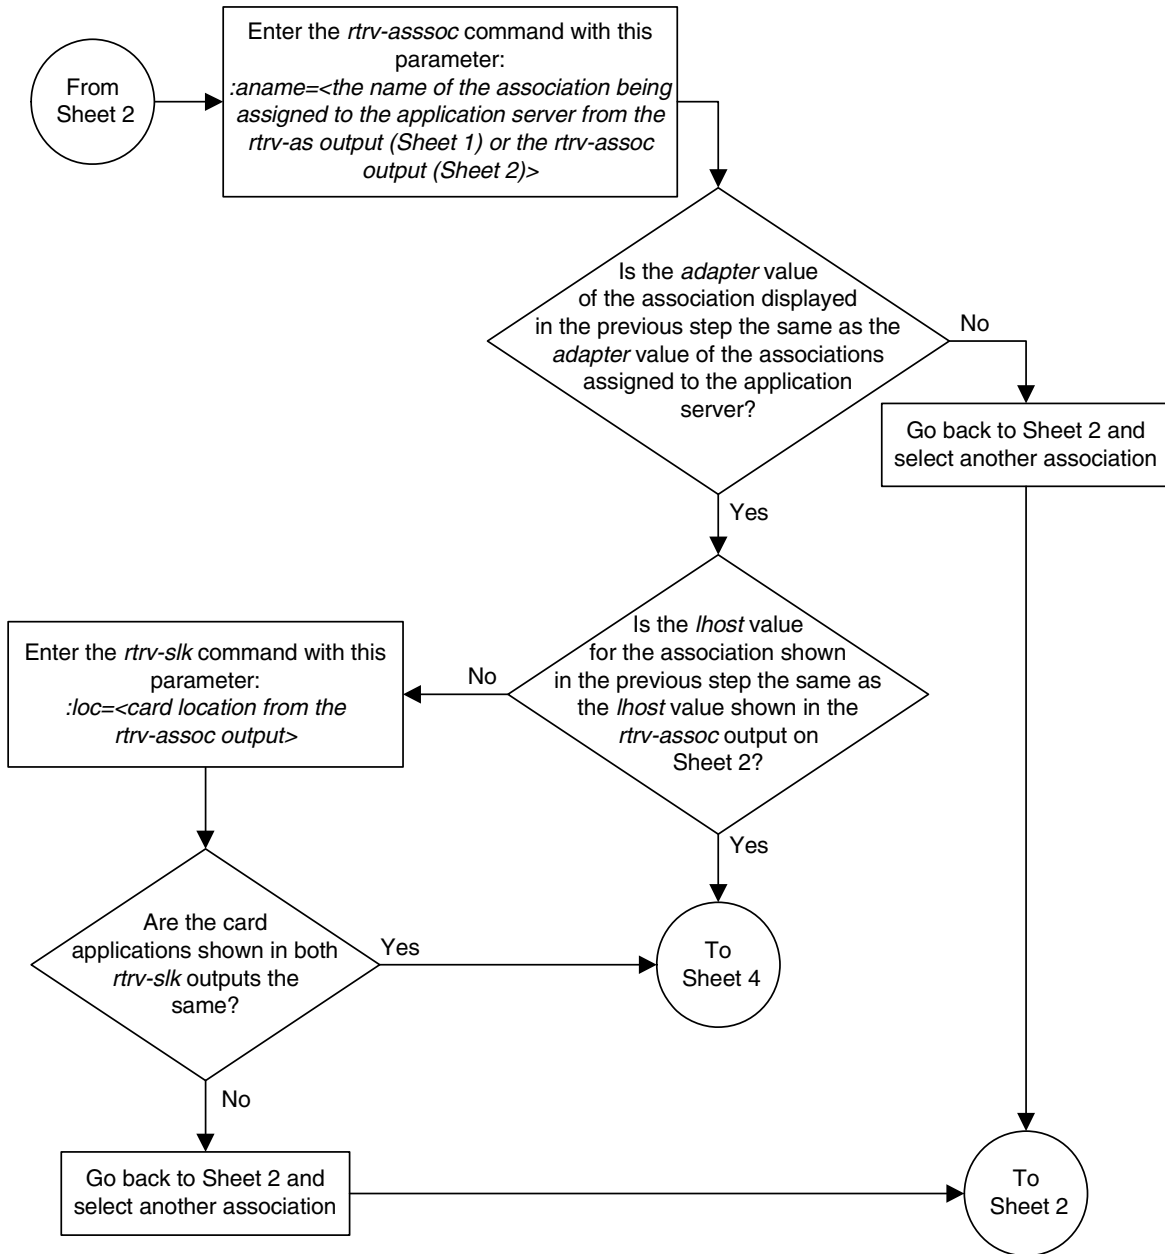 From
Sheet 2
Enter the rtrv-asssoc command with this
parameter:
:aname=<the name of the association being
assigned to the application server from the
rtrv-as output (Sheet 1) or the rtrv-assoc
output (Sheet 2)>
Is the adapter value
of the association displayed
in the previous step the same as the
adapter value of the associations
assigned to the application
server?
No
Go back to Sheet 2 and
select another association
Yes
Is the lhost value
for the association shown
in the previous step the same as
the lhost value shown in the
rtrv-assoc output on
Sheet 2?
No
Enter the rtrv-slk command with this
parameter:
:loc=<card location from the
rtrv-assoc output>
Yes
Are the card
applications shown in both
rtrv-slk outputs the
same?
Yes
To
Sheet 4
No
Go back to Sheet 2 and
select another association
To
Sheet 2